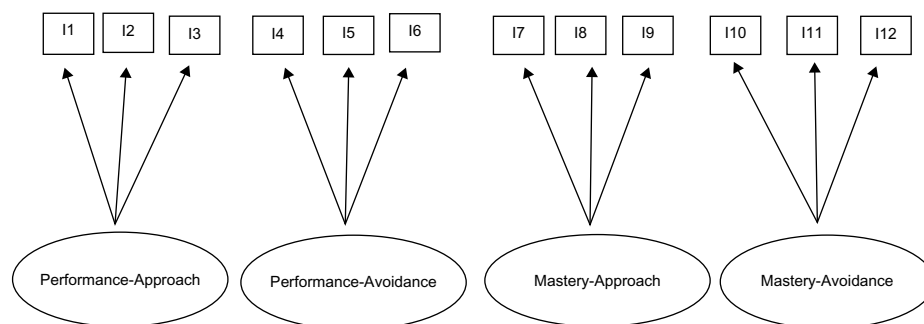 I1 I2 I3 I4 I5 I6 I7 I8 I9 I10 I11 I12
Performance-Approach Performance-Avoidance Mastery-Approach Mastery-Avoidance